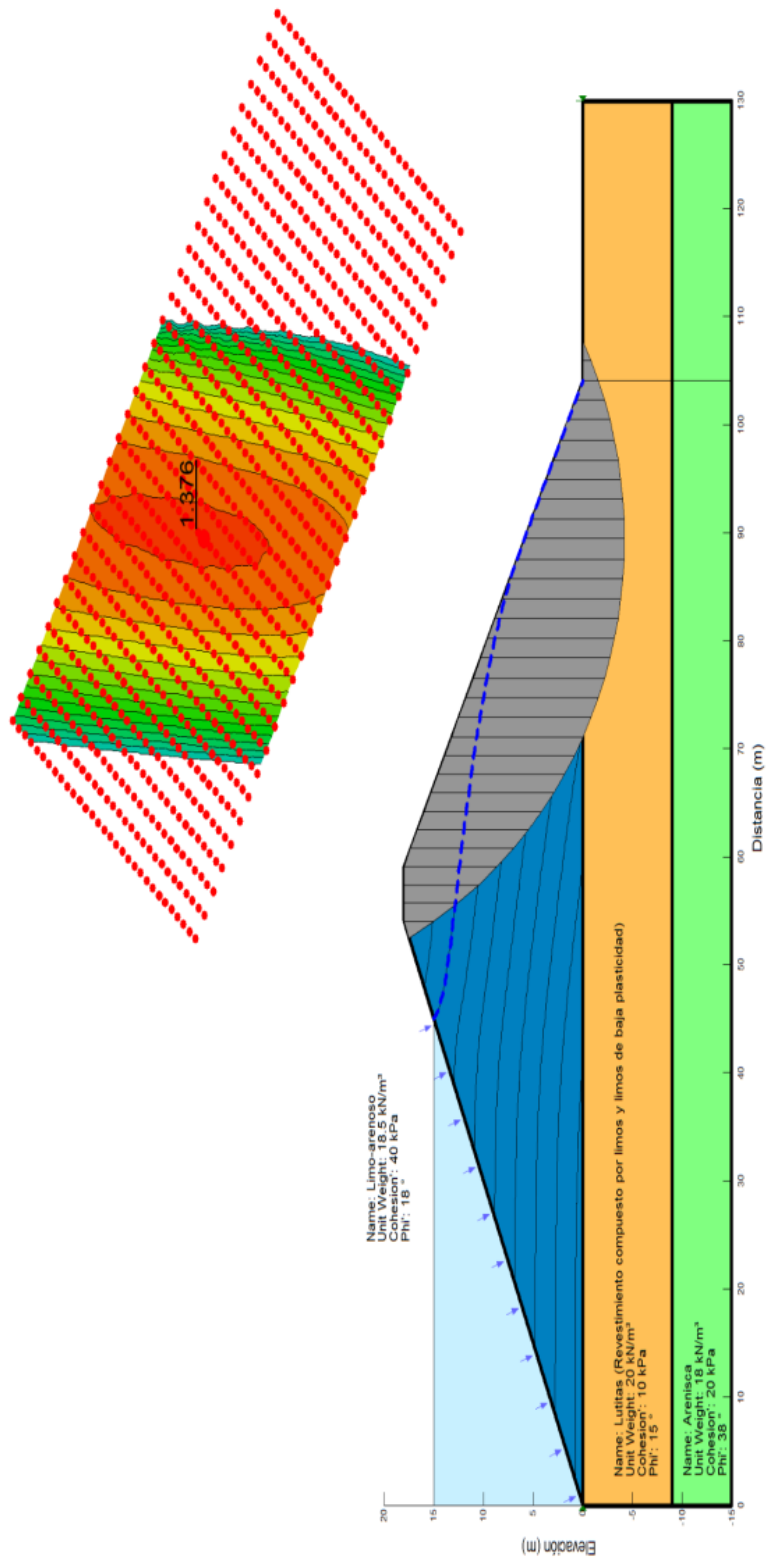 1.376
Name: Limo-arenoso
Unit Weight: 18.5 kN/m³
Cohesion': 40 kPa
Phi': 18 °
Name: Lutitas (Revestimiento compuesto por limos y limos de baja plasticidad)
Unit Weight: 20 kN/m³
Cohesion': 10 kPa
Phi': 15 °
Name: Arenisca
Unit Weight: 18 kN/m³
Cohesion': 20 kPa
Phi': 38 °
Elevación (m)
20
15
10
5
0
-5
-10
-15
0
10
20
30
40
50
60
70
80
90
100
110
120
130
Distancia (m)